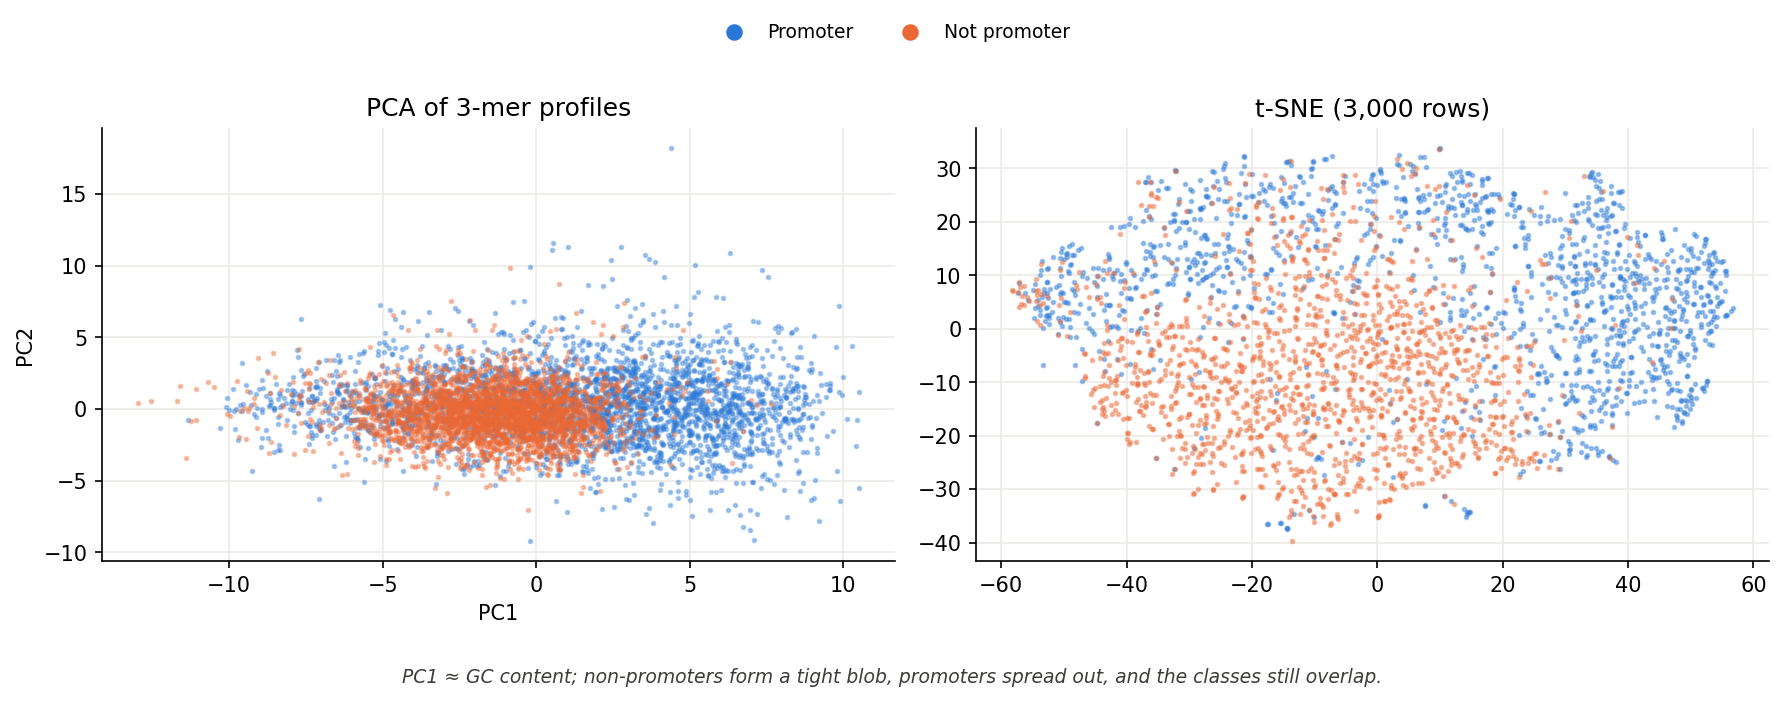 Promoter Not promoter
PCA of 3-mer profiles
15
10
5
0
−5
−10
PC2
−10 −5 0 5 10
PC1
t-SNE (3,000 rows)
30
20
10
0
−10
−20
−30
−40
−60 −40 −20 0 20 40 60
PC1 ≈ GC content; non-promoters form a tight blob, promoters spread out, and the classes still overlap.